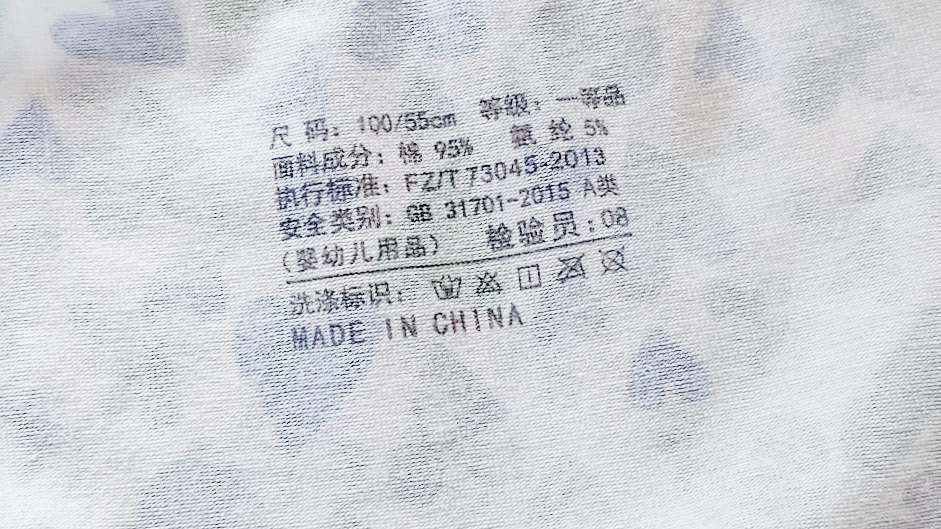 尺 码：100/55cm 等级：一等品
面料成分：棉 95% 氨 纶 5%
执行标准：FZ/T 73045-2013
安全类别：GB 31701-2015 A类
（婴幼儿用品） 检验员：08
洗涤标识：
MADE IN CHINA